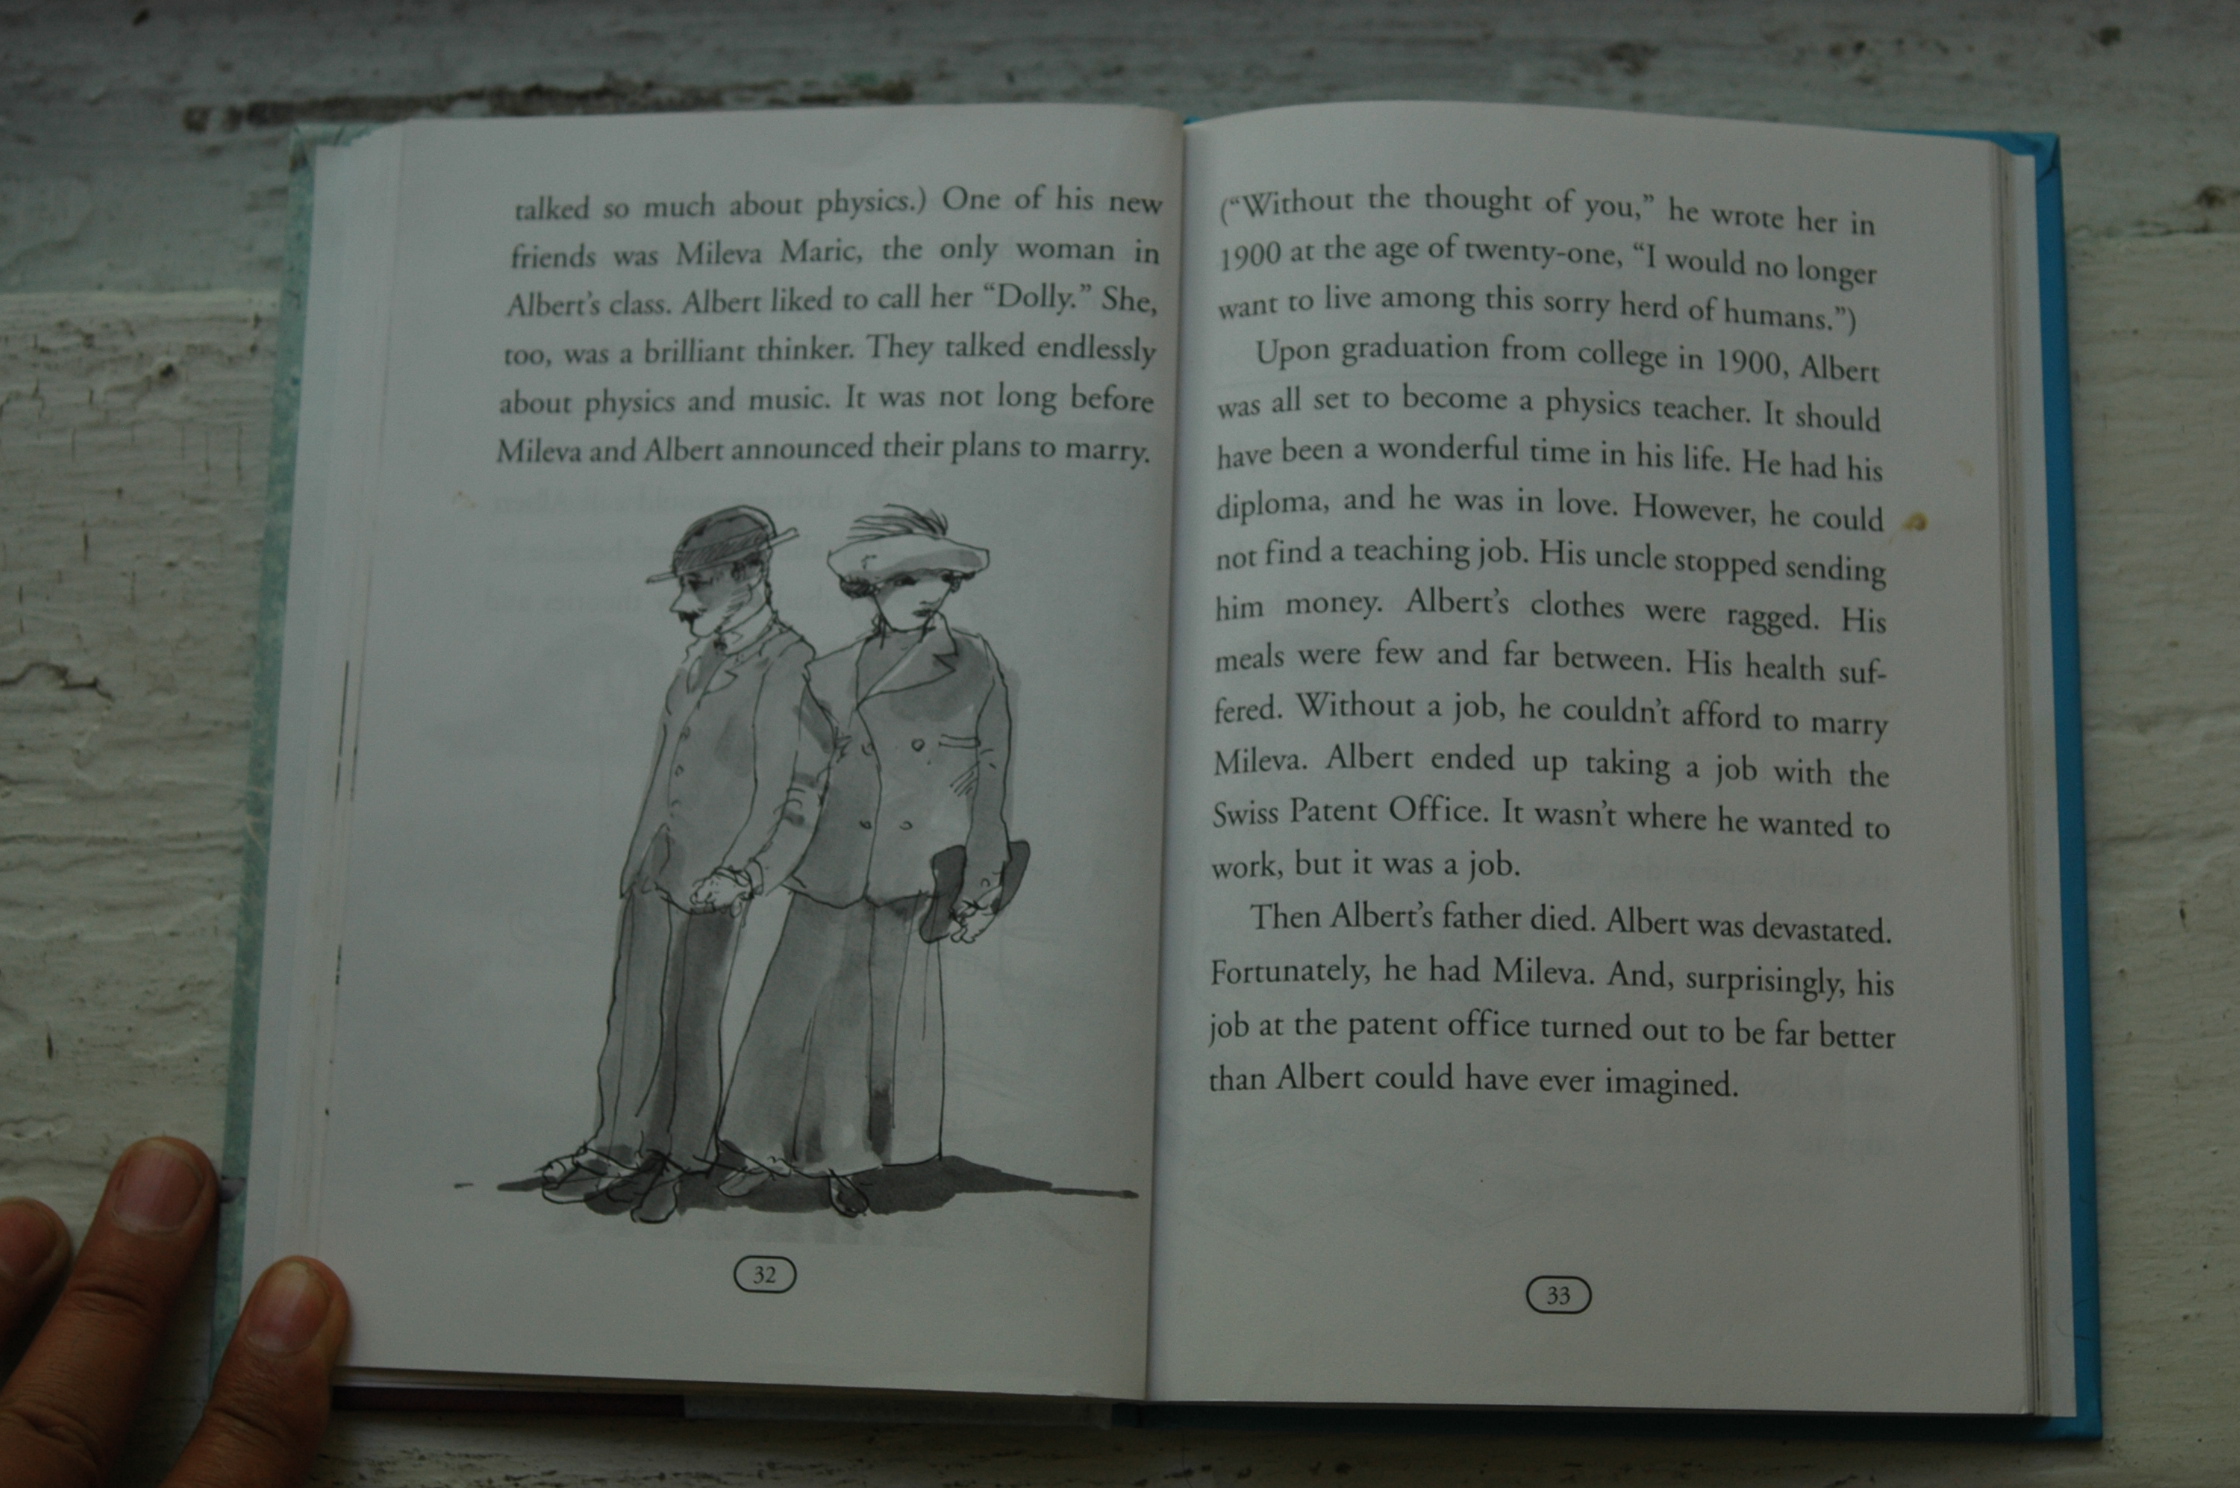 talked so much about physics.) One of his new
friends was Mileva Maric, the only woman in
Albert's class. Albert liked to call her “Dolly.” She,
too, was a brilliant thinker. They talked endlessly
about physics and music. It was not long before
Mileva and Albert announced their plans to marry.
32
(“Without the thought of you,” he wrote her in
1900 at the age of twenty-one, “I would no longer
want to live among this sorry herd of humans.”)
Upon graduation from college in 1900, Albert
was all set to become a physics teacher. It should
have been a wonderful time in his life. He had his
diploma, and he was in love. However, he could
not find a teaching job. His uncle stopped sending
him money. Albert's clothes were ragged. His
meals were few and far between. His health suf-
fered. Without a job, he couldn't afford to marry
Mileva. Albert ended up taking a job with the
Swiss Patent Office. It wasn't where he wanted to
work, but it was a job.
Then Albert's father died. Albert was devastated.
Fortunately, he had Mileva. And, surprisingly, his
job at the patent office turned out to be far better
than Albert could have ever imagined.
33